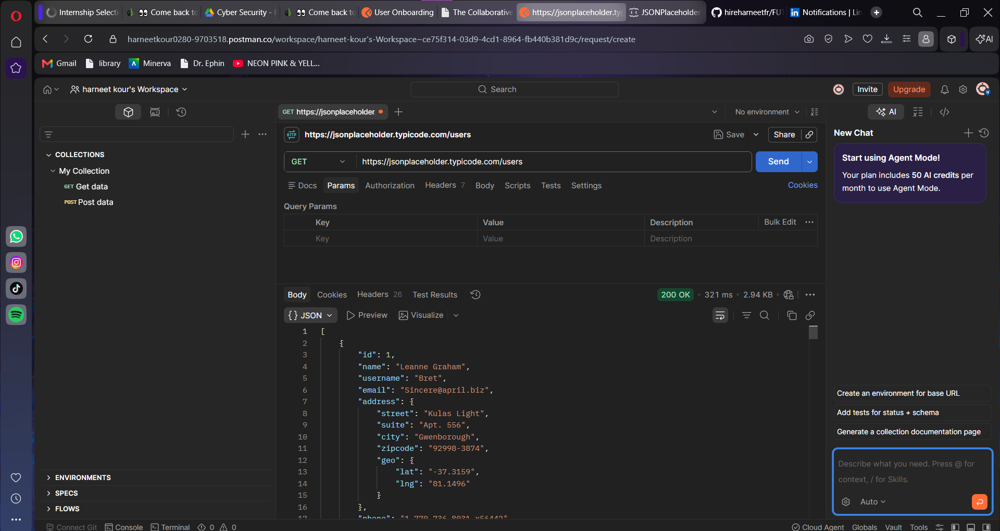 Internship Selecti
👀 Come back to
Cyber Security - F
👀 Come back to
User Onboarding
The Collaborative
https://jsonplaceholder.ty
JSONPlaceholder
hireharneetfr/FUT
Notifications | Lin
harneetkour0280-9703518.postman.co/workspace/harneet-kour's-Workspace~ce75f314-03d9-4cd1-8964-fb440b381d9c/request/create
AI
Gmail
library
Minerva
Dr. Ephin
NEON PINK & YELL...
harneet kour's Workspace
Search
Invite
Upgrade
GET https://jsonplaceholder.
No environment
AI
HTTP
https://jsonplaceholder.typicode.com/users
Save
Share
New Chat
COLLECTIONS
My Collection
GET Get data
POST Post data
GET
https://jsonplaceholder.typicode.com/users
Send
Start using Agent Mode!
Your plan includes 50 AI credits per
month to use Agent Mode.
Docs
Params
Authorization
Headers 7
Body
Scripts
Tests
Settings
Cookies
Query Params
Key
Value
Description
Bulk Edit
Key
Value
Description
Body
Cookies
Headers 26
Test Results
200 OK
321 ms
2.94 KB
{} JSON
Preview
Visualize
1 [
2 {
3 "id": 1,
4 "name": "Leanne Graham",
5 "username": "Bret",
6 "email": "Sincere@april.biz",
7 "address": {
8 "street": "Kulas Light",
9 "suite": "Apt. 556",
10 "city": "Gwenborough",
11 "zipcode": "92998-3874",
12 "geo": {
13 "lat": "-37.3159",
14 "lng": "81.1496"
15 }
16 },
17 "phone": "1-770-736-8031 x56442"
Create an environment for base URL
Add tests for status + schema
Generate a collection documentation page
Describe what you need. Press @ for
context, / for Skills.
Auto
ENVIRONMENTS
SPECS
FLOWS
Connect Git
Console
Terminal
0
0
Cloud Agent
Globals
Vault
Tools